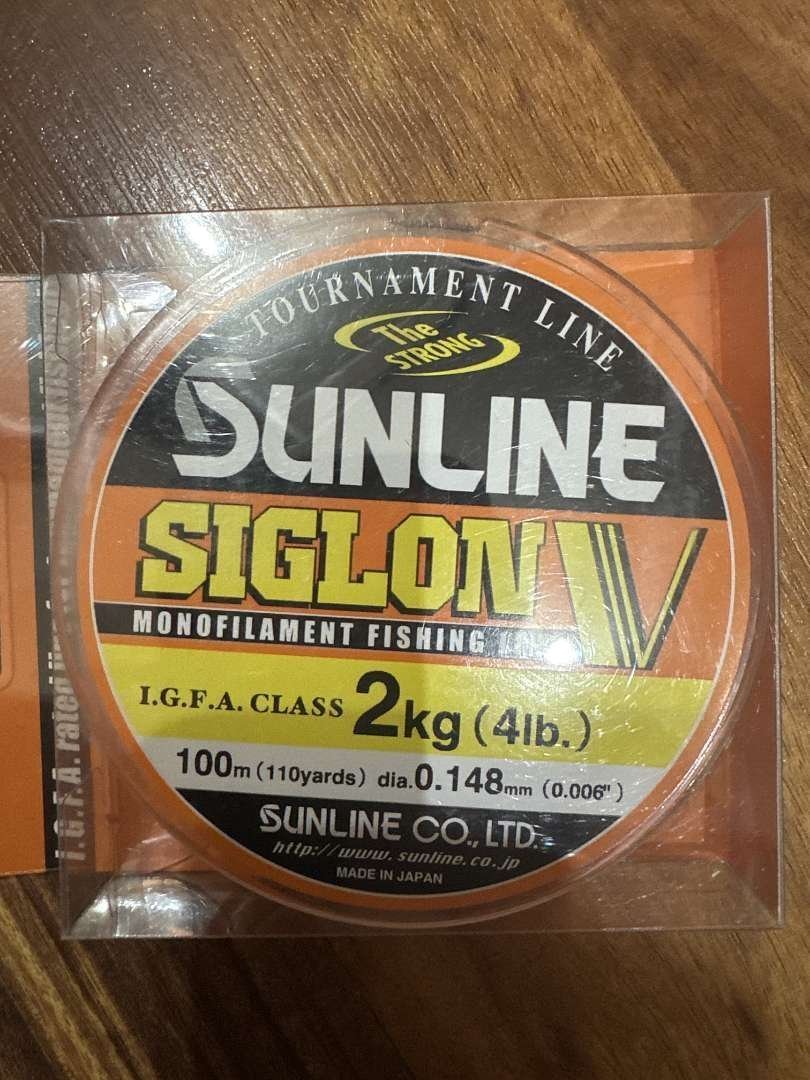 TOURNAMENT LINE
The
STRONG
SUNLINE
SIGLON V
MONOFILAMENT FISHING
I.G.F.A. CLASS 2kg (4lb.)
100m (110yards) dia.0.148mm (0.006")
SUNLINE CO., LTD.
http://www.sunline.co.jp
MADE IN JAPAN
I.G.F.A. rated